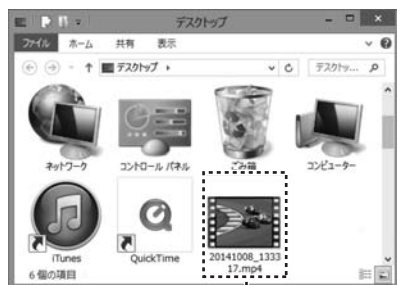 デスクトップ
ファイル ホーム 共有 表示
デスクトップ
デスクトッ...
ネットワーク コントロール パネル ごみ箱 コンピューター
iTunes QuickTime 20141008_1333
17.mp4
6 個の項目